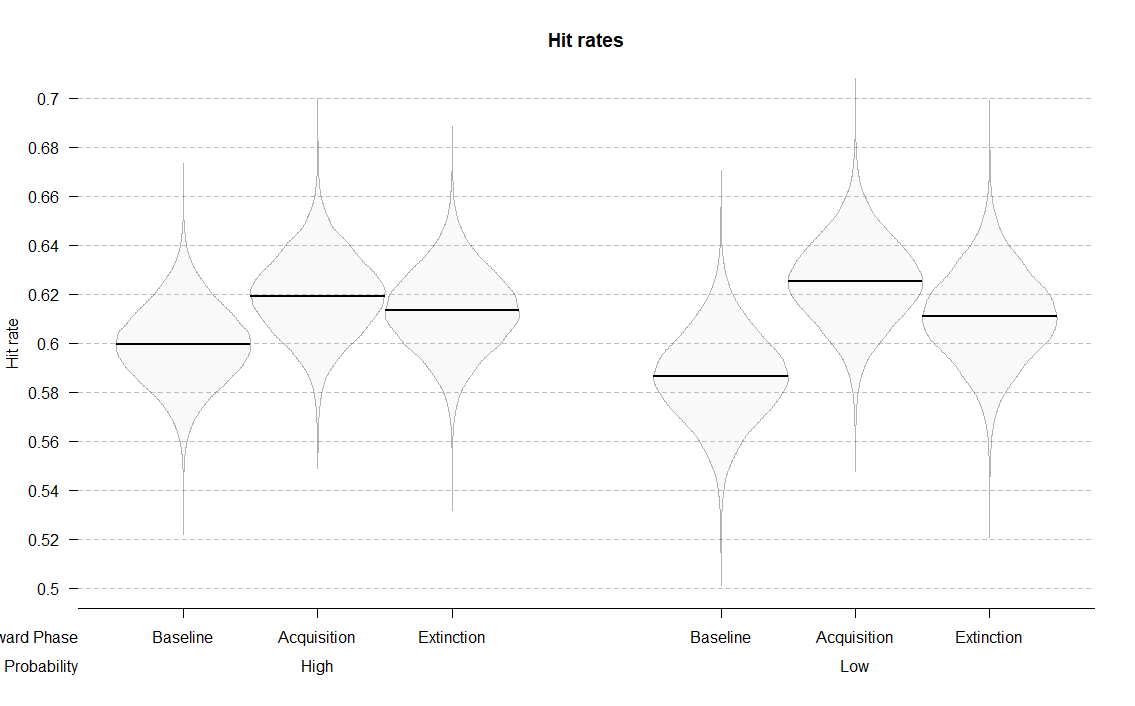 Hit rates
0.7
0.68
0.66
0.64
0.62
0.6
0.58
0.56
0.54
0.52
0.5
Hit rate
ward Phase Baseline Acquisition Extinction Baseline Acquisition Extinction
Probability High Low